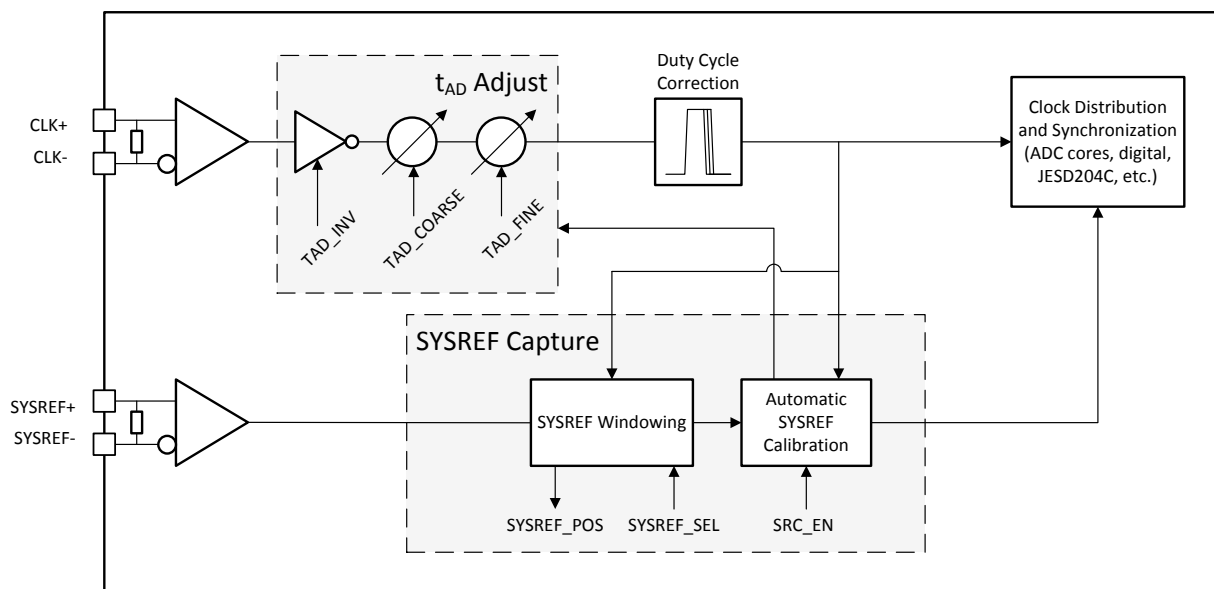 Duty Cycle
Correction
t_AD Adjust
CLK+
CLK-
TAD_INV
TAD_COARSE
TAD_FINE
Clock Distribution
and Synchronization
(ADC cores, digital,
JESD204C, etc.)
SYSREF Capture
SYSREF+
SYSREF-
SYSREF Windowing
Automatic
SYSREF
Calibration
SYSREF_POS
SYSREF_SEL
SRC_EN